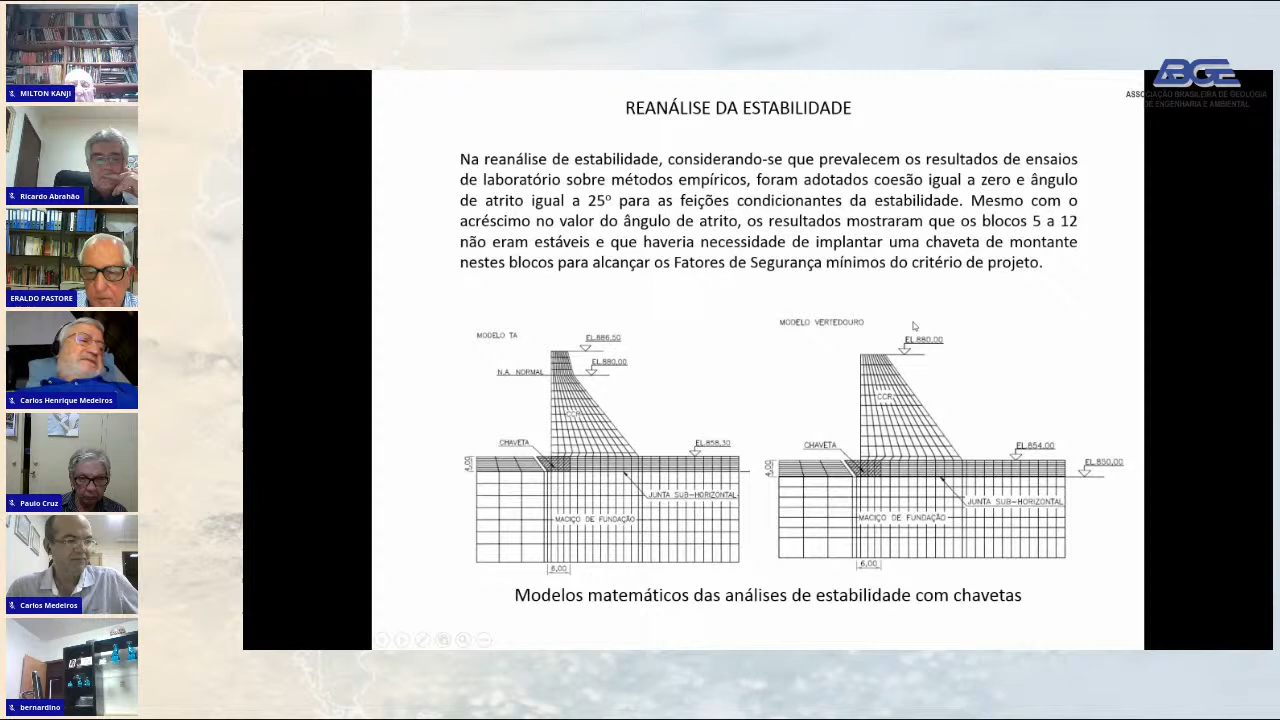 MILTON KANJI
Ricardo Abrahão
ERALDO PASTORE
Carlos Henrique Medeiros
Paulo Cruz
Carlos Medeiros
bernardino
ABGE
ASSOCIAÇÃO BRASILEIRA DE GEOLOGIA
DE ENGENHARIA E AMBIENTAL
REANÁLISE DA ESTABILIDADE
Na reanálise de estabilidade, considerando-se que prevalecem os resultados de ensaios
de laboratório sobre métodos empíricos, foram adotados coesão igual a zero e ângulo
de atrito igual a 25º para as feições condicionantes da estabilidade. Mesmo com o
acréscimo no valor do ângulo de atrito, os resultados mostraram que os blocos 5 a 12
não eram estáveis e que haveria necessidade de implantar uma chaveta de montante
nestes blocos para alcançar os Fatores de Segurança mínimos do critério de projeto.
MODELO TA
EL.886,50
EL.880,00
N.A. NORMAL
CCR
CHAVETA
EL.858,30
4,00
JUNTA SUB-HORIZONTAL
MACIÇO DE FUNDAÇÃO
6,00
MODELO VERTEDOURO
EL.880,00
CCR
CHAVETA
EL.854,00
EL.850,00
4,00
JUNTA SUB-HORIZONTAL
MACIÇO DE FUNDAÇÃO
6,00
Modelos matemáticos das análises de estabilidade com chavetas